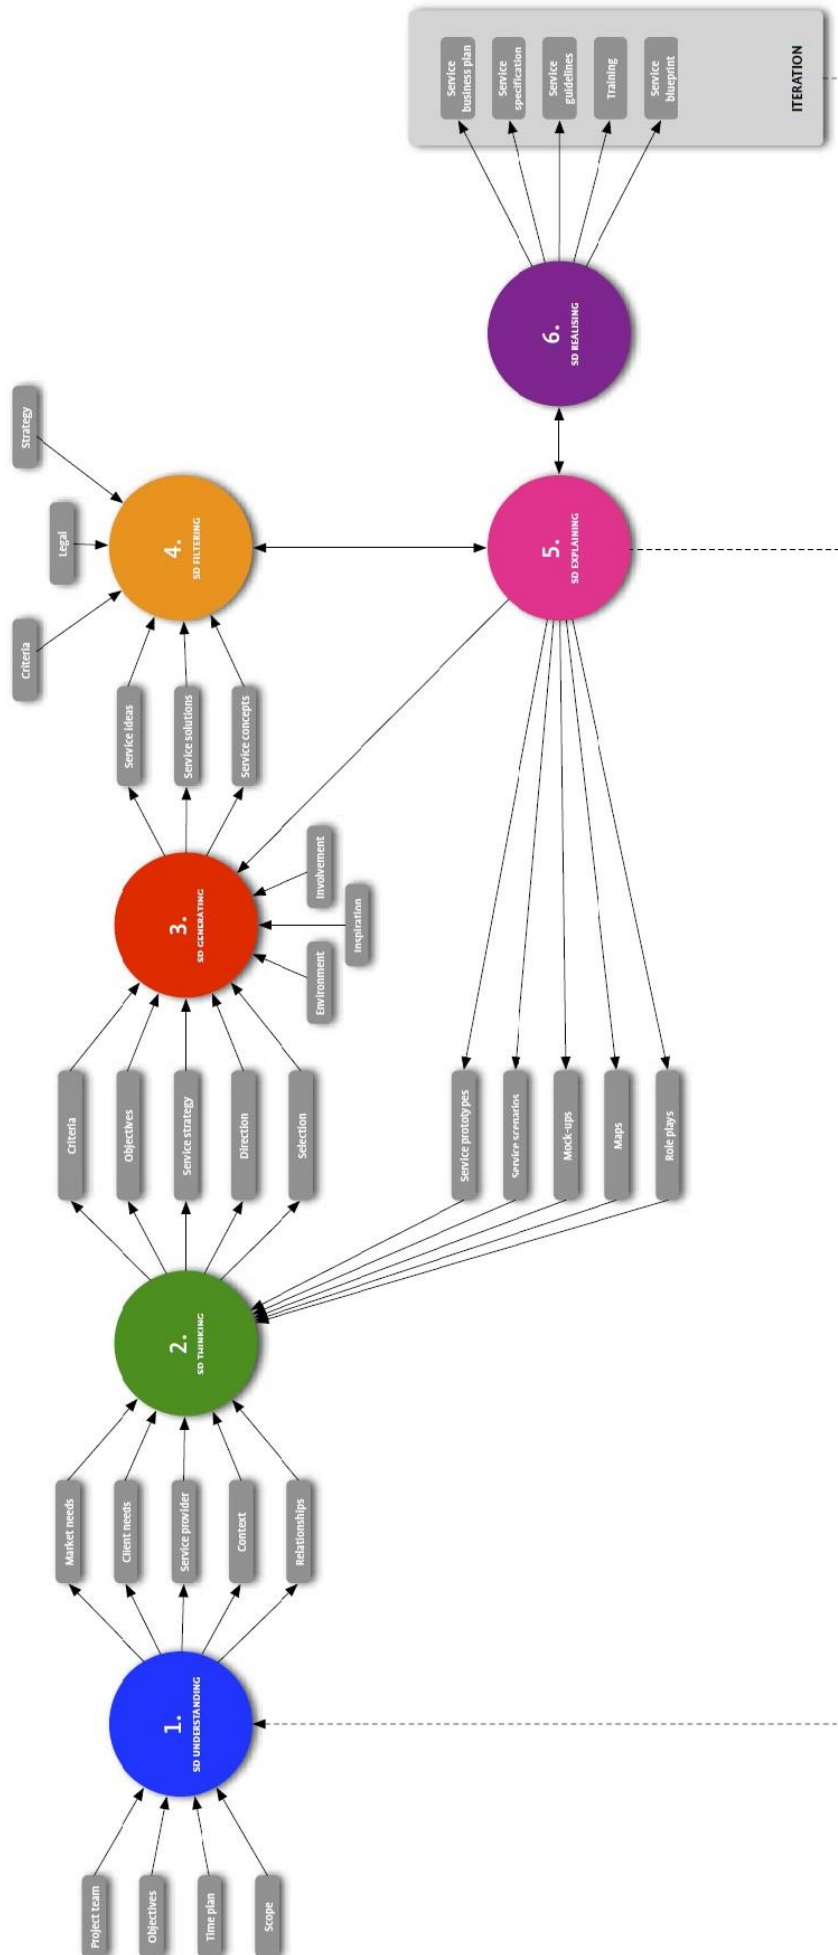 Project team
Objectives
Time plan
Scope
1.
SD UNDERSTANDING
Market needs
Client needs
Service provider
Context
Relationships
2.
SD THINKING
Criteria
Objectives
Service strategy
Direction
Selection
3.
SD GENERATING
Environment
Inspiration
Involvement
Service ideas
Service solutions
Service concepts
Criteria
Legal
Strategy
4.
SD FILTERING
5.
SD EXPLAINING
Service prototypes
Service scenarios
Mock-ups
Maps
Role plays
6.
SD REALISING
Service
business plan
Service
specification
Service
guidelines
Training
Service
blueprint
ITERATION